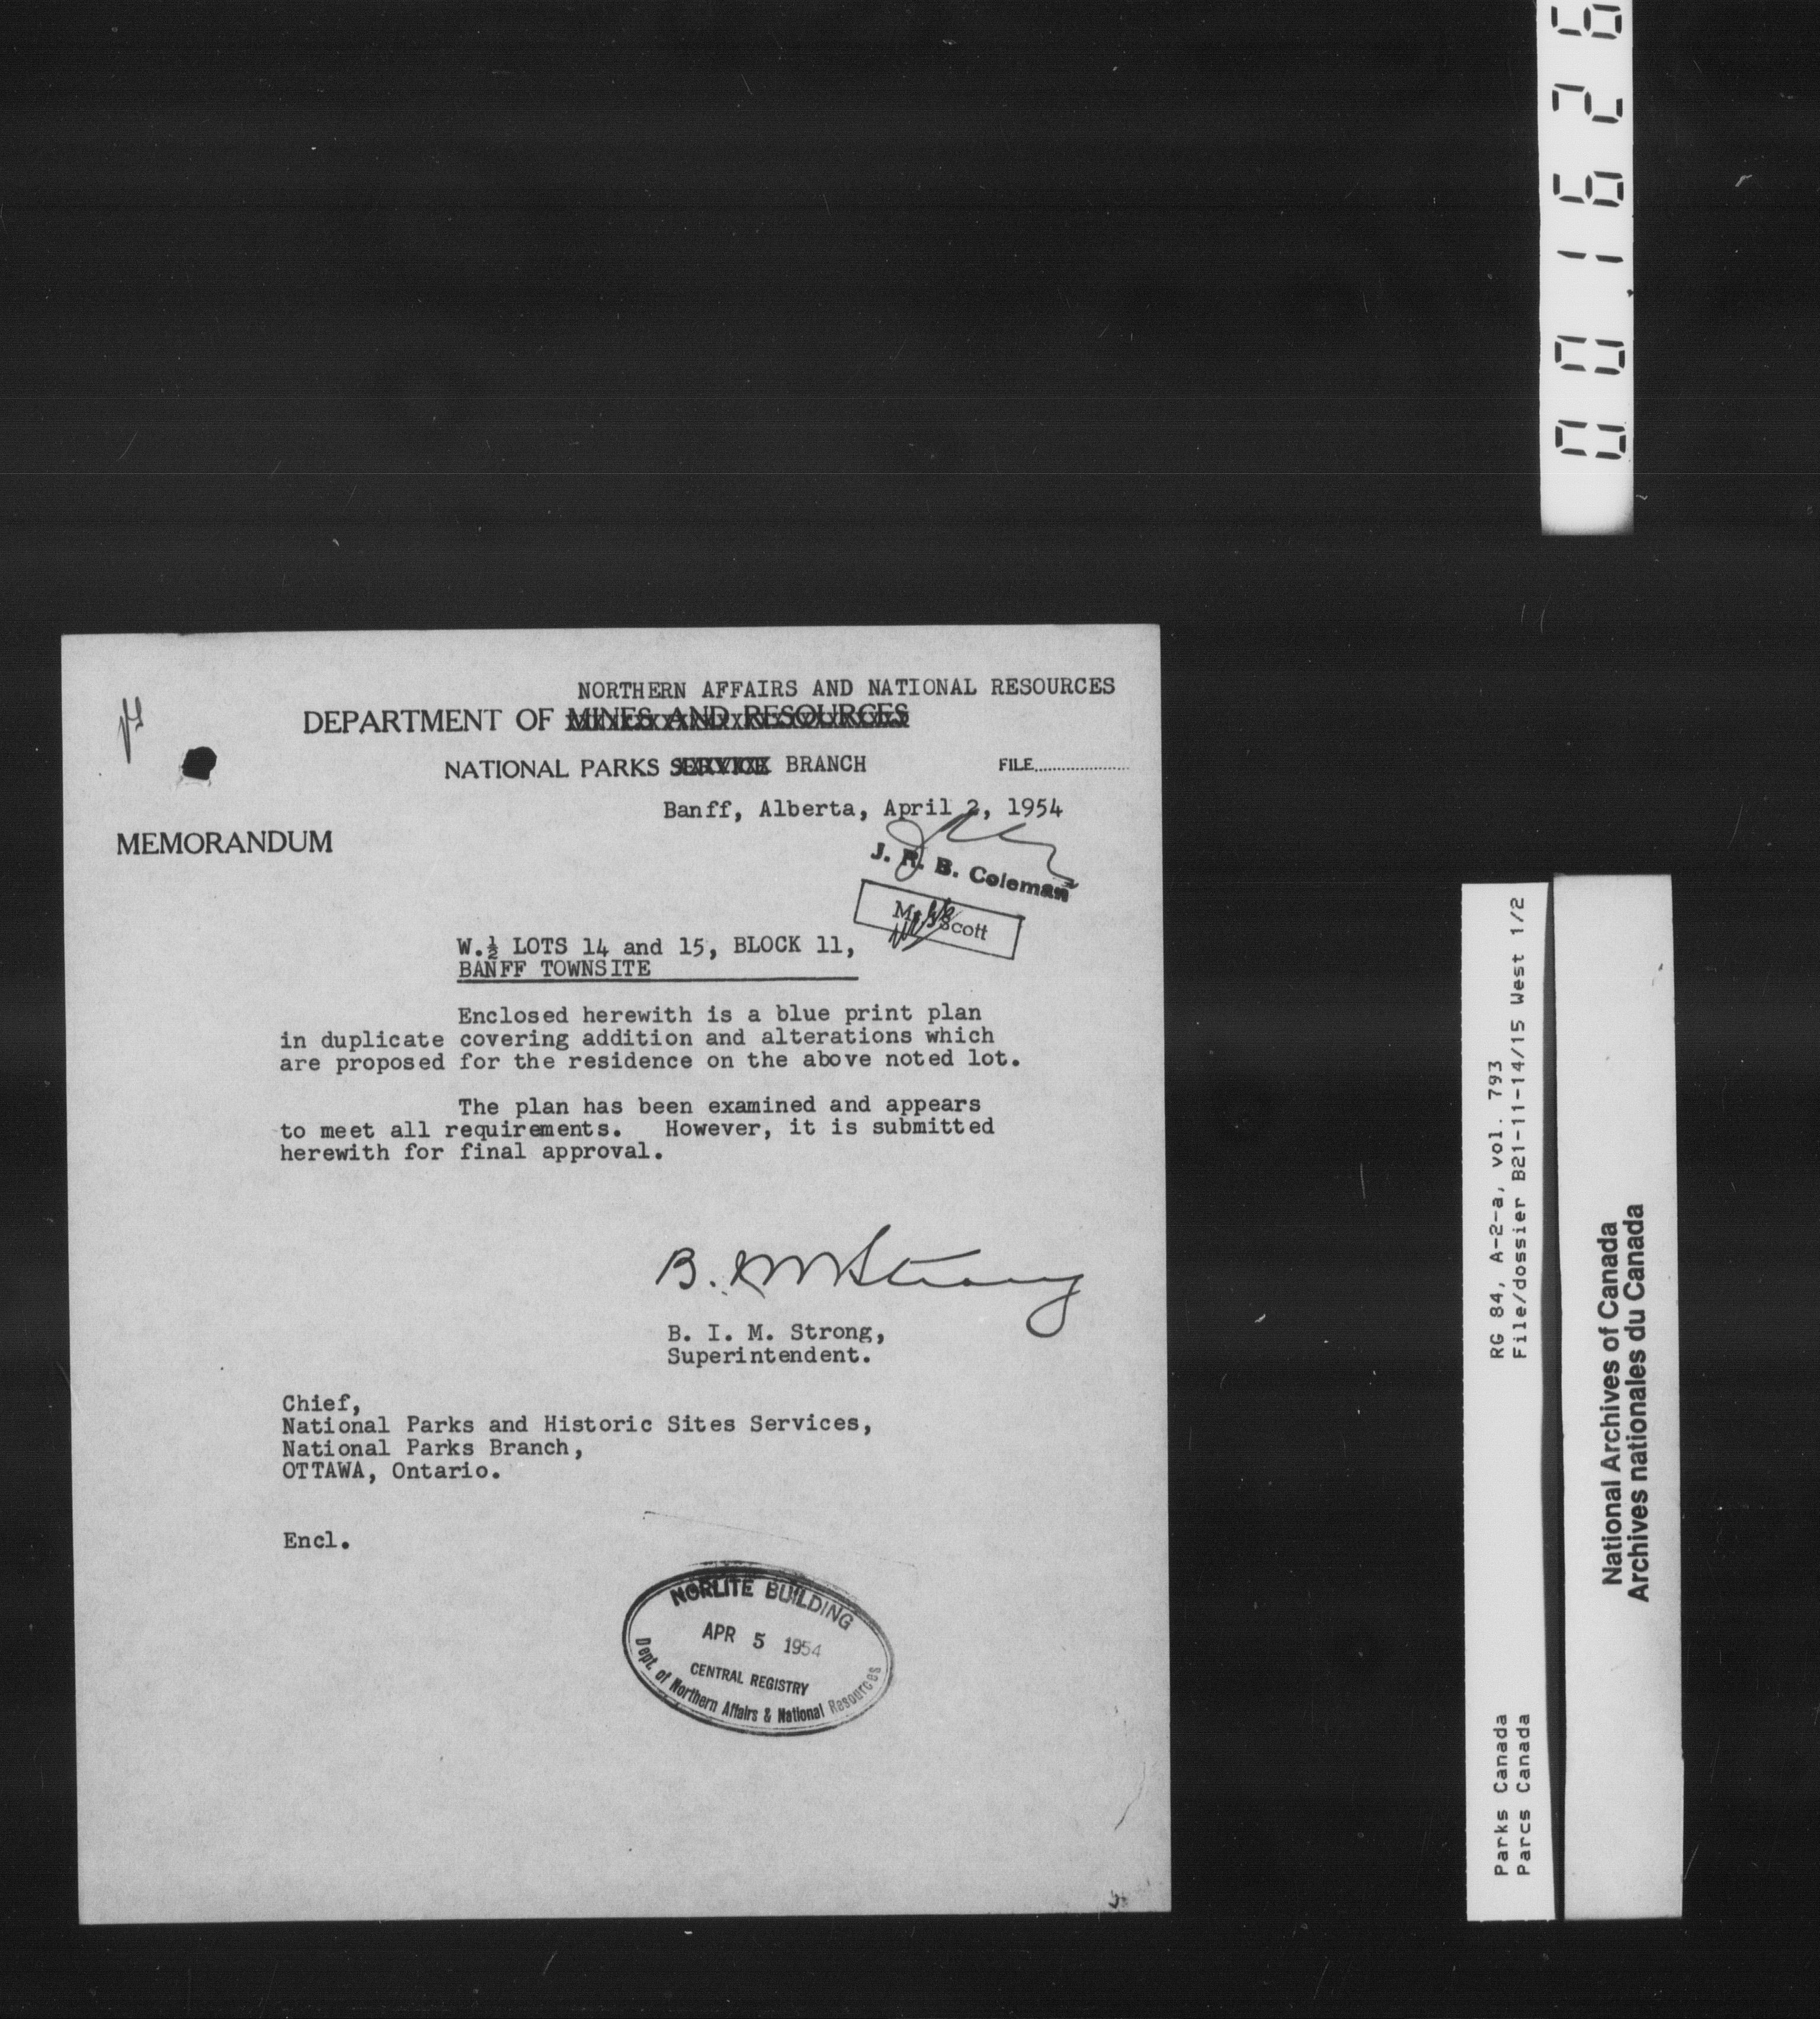 001626
NORTHERN AFFAIRS AND NATIONAL RESOURCES
DEPARTMENT OF MINES AND RESOURCES
NATIONAL PARKS SERVICE BRANCH FILE....................
Banff, Alberta, April 2, 1954
MEMORANDUM
J. R. B. Coleman
Mr. Scott
W.½ LOTS 14 and 15, BLOCK 11,
BANFF TOWNSITE
Enclosed herewith is a blue print plan
in duplicate covering addition and alterations which
are proposed for the residence on the above noted lot.
The plan has been examined and appears
to meet all requirements. However, it is submitted
herewith for final approval.
B. I. M. Strong
B. I. M. Strong,
Superintendent.
Chief,
National Parks and Historic Sites Services,
National Parks Branch,
OTTAWA, Ontario.
Encl.
NORLITE BUILDING
APR 5 1954
CENTRAL REGISTRY
Dept. of Northern Affairs & National Resources
RG 84, A-2-a, vol. 793
File/dossier B21-11-14/15 West 1/2
Parks Canada
Parcs Canada
National Archives of Canada
Archives nationales du Canada